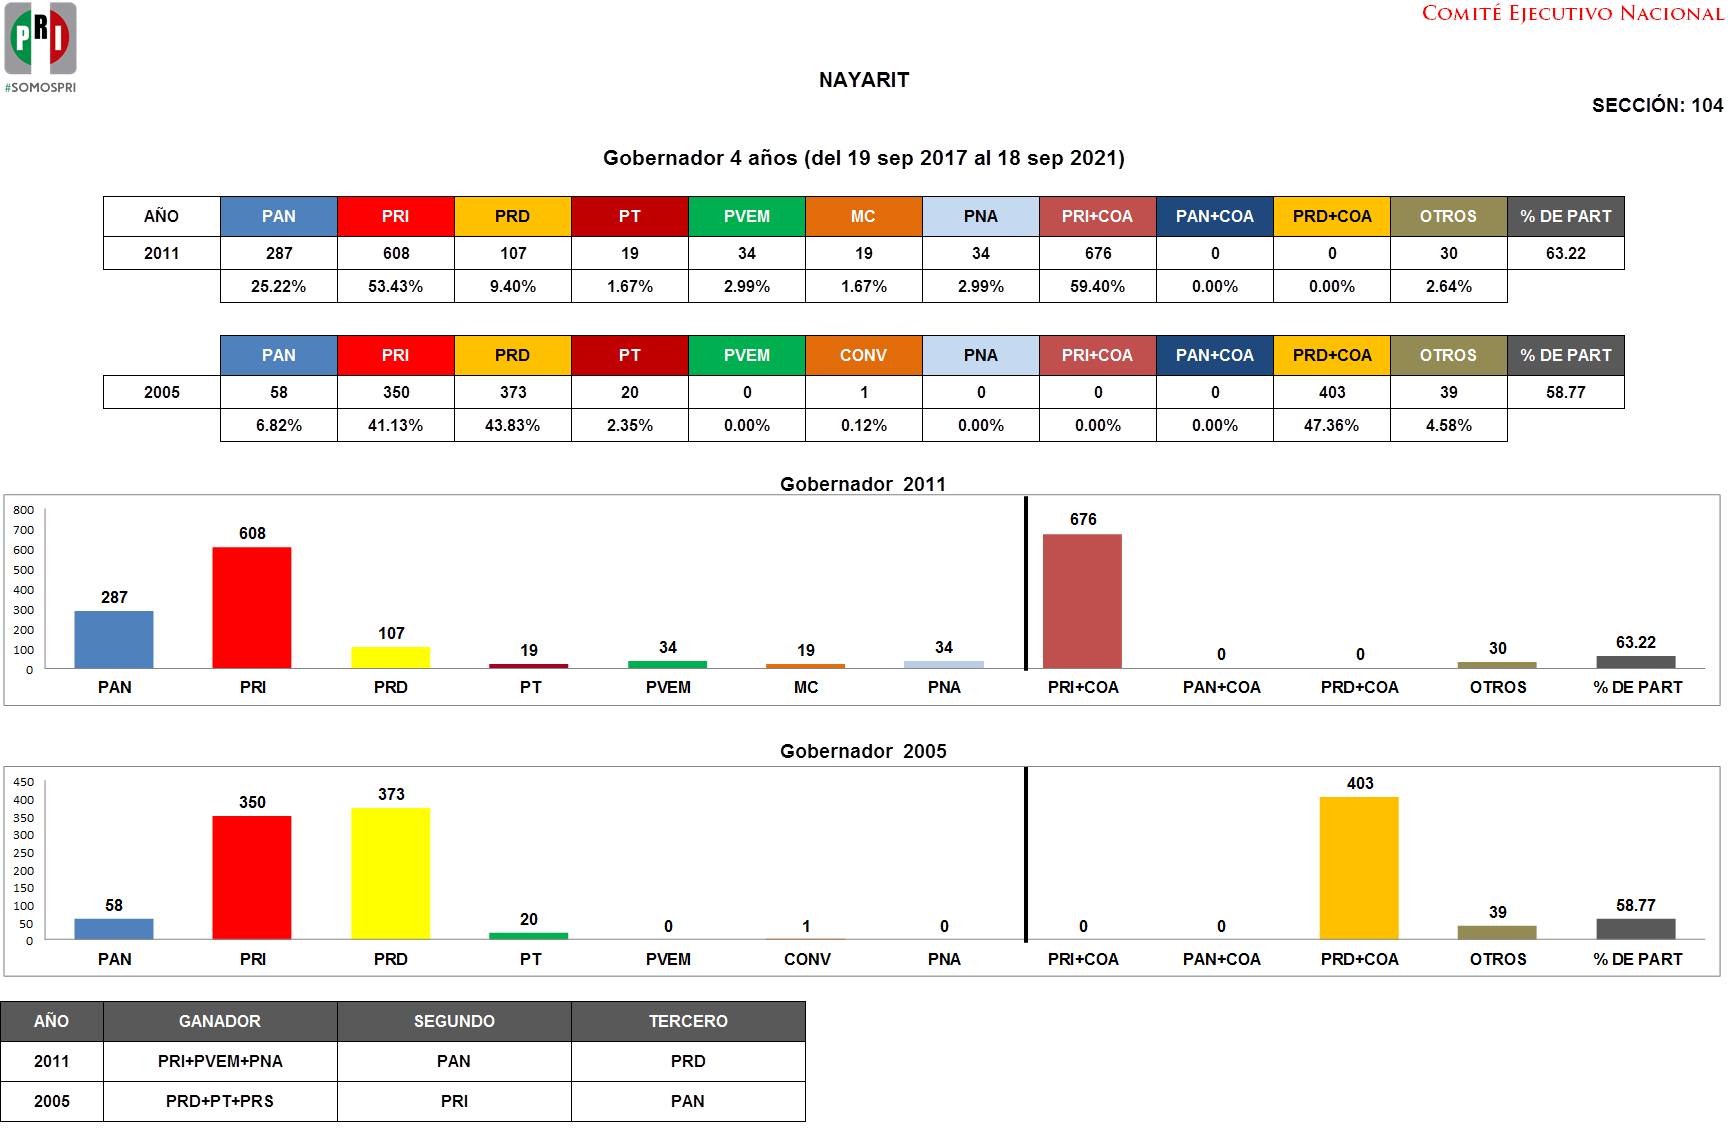 PRI
#SOMOSPRI
COMITÉ EJECUTIVO NACIONAL
NAYARIT
SECCIÓN: 104
Gobernador 4 años (del 19 sep 2017 al 18 sep 2021)
AÑO PAN PRI PRD PT PVEM MC PNA PRI+COA PAN+COA PRD+COA OTROS % DE PART
2011 287 608 107 19 34 19 34 676 0 0 30 63.22
25.22% 53.43% 9.40% 1.67% 2.99% 1.67% 2.99% 59.40% 0.00% 0.00% 2.64%
PAN PRI PRD PT PVEM CONV PNA PRI+COA PAN+COA PRD+COA OTROS % DE PART
2005 58 350 373 20 0 1 0 0 0 403 39 58.77
6.82% 41.13% 43.83% 2.35% 0.00% 0.12% 0.00% 0.00% 0.00% 47.36% 4.58%
Gobernador 2011
800
700
600
500
400
300
200
100
0
287 608 107 19 34 19 34 676 0 0 30 63.22
PAN PRI PRD PT PVEM MC PNA PRI+COA PAN+COA PRD+COA OTROS % DE PART
Gobernador 2005
450
400
350
300
250
200
150
100
50
0
58 350 373 20 0 1 0 0 0 403 39 58.77
PAN PRI PRD PT PVEM CONV PNA PRI+COA PAN+COA PRD+COA OTROS % DE PART
AÑO GANADOR SEGUNDO TERCERO
2011 PRI+PVEM+PNA PAN PRD
2005 PRD+PT+PRS PRI PAN